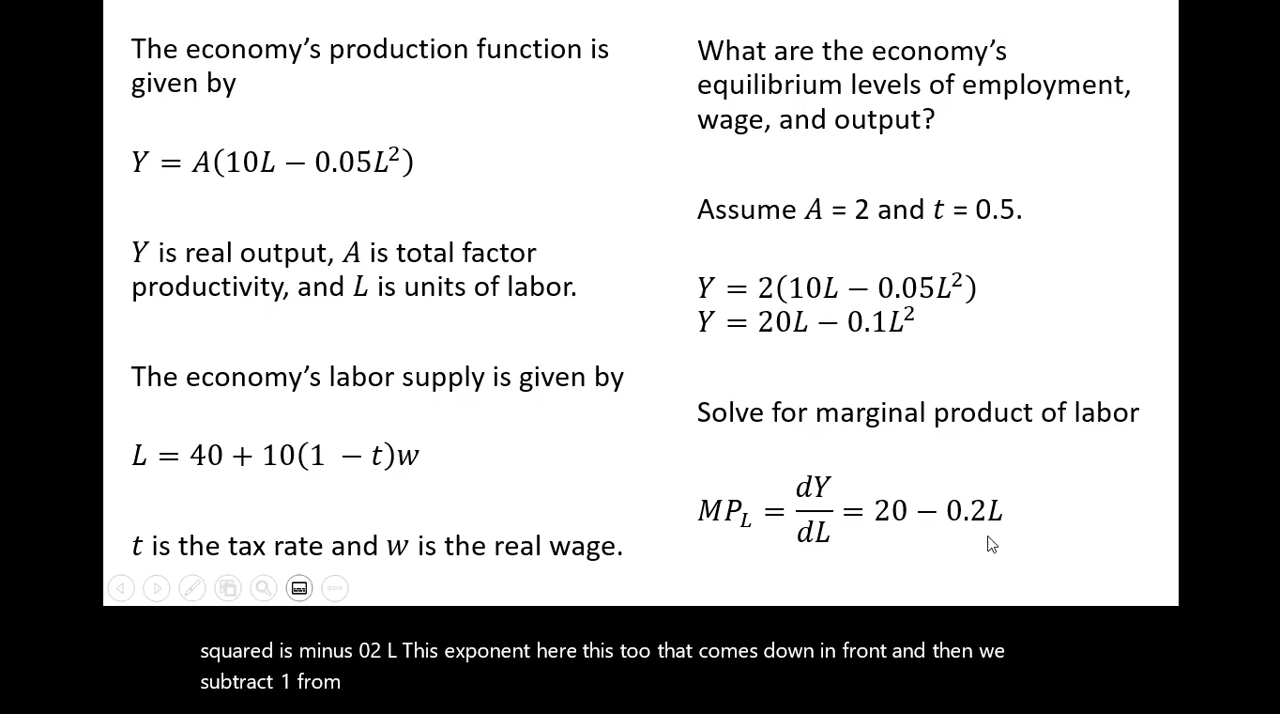 The economy's production function is
given by
Y = A(10L − 0.05L²)
Y is real output, A is total factor
productivity, and L is units of labor.
The economy's labor supply is given by
L = 40 + 10(1 − t)w
t is the tax rate and w is the real wage.
What are the economy's
equilibrium levels of employment,
wage, and output?
Assume A = 2 and t = 0.5.
Y = 2(10L − 0.05L²)
Y = 20L − 0.1L²
Solve for marginal product of labor
MP_L = dY/dL = 20 − 0.2L
squared is minus 02 L This exponent here this too that comes down in front and then we
subtract 1 from